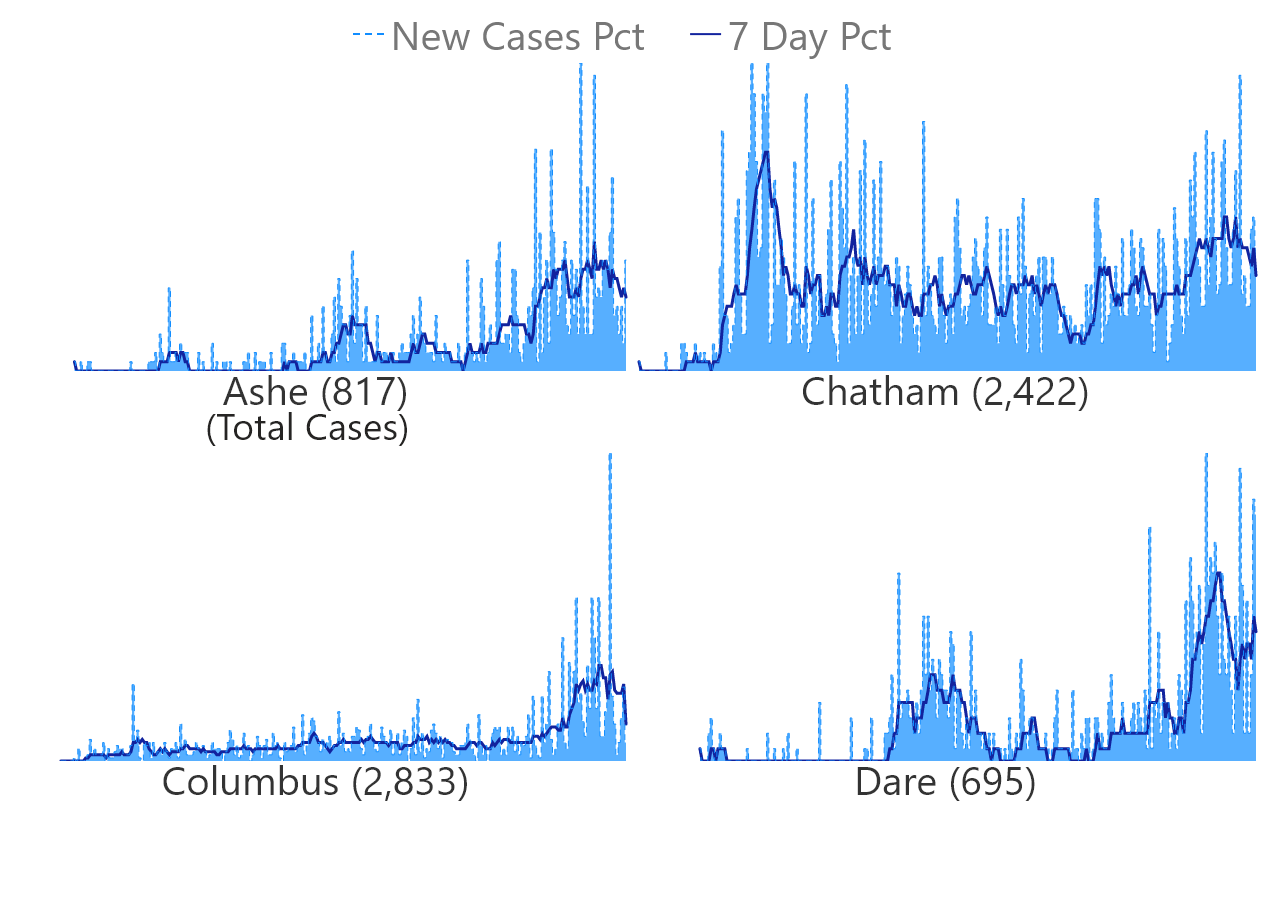 New Cases Pct 7 Day Pct
Ashe (817)
(Total Cases)
Chatham (2,422)
Columbus (2,833)
Dare (695)